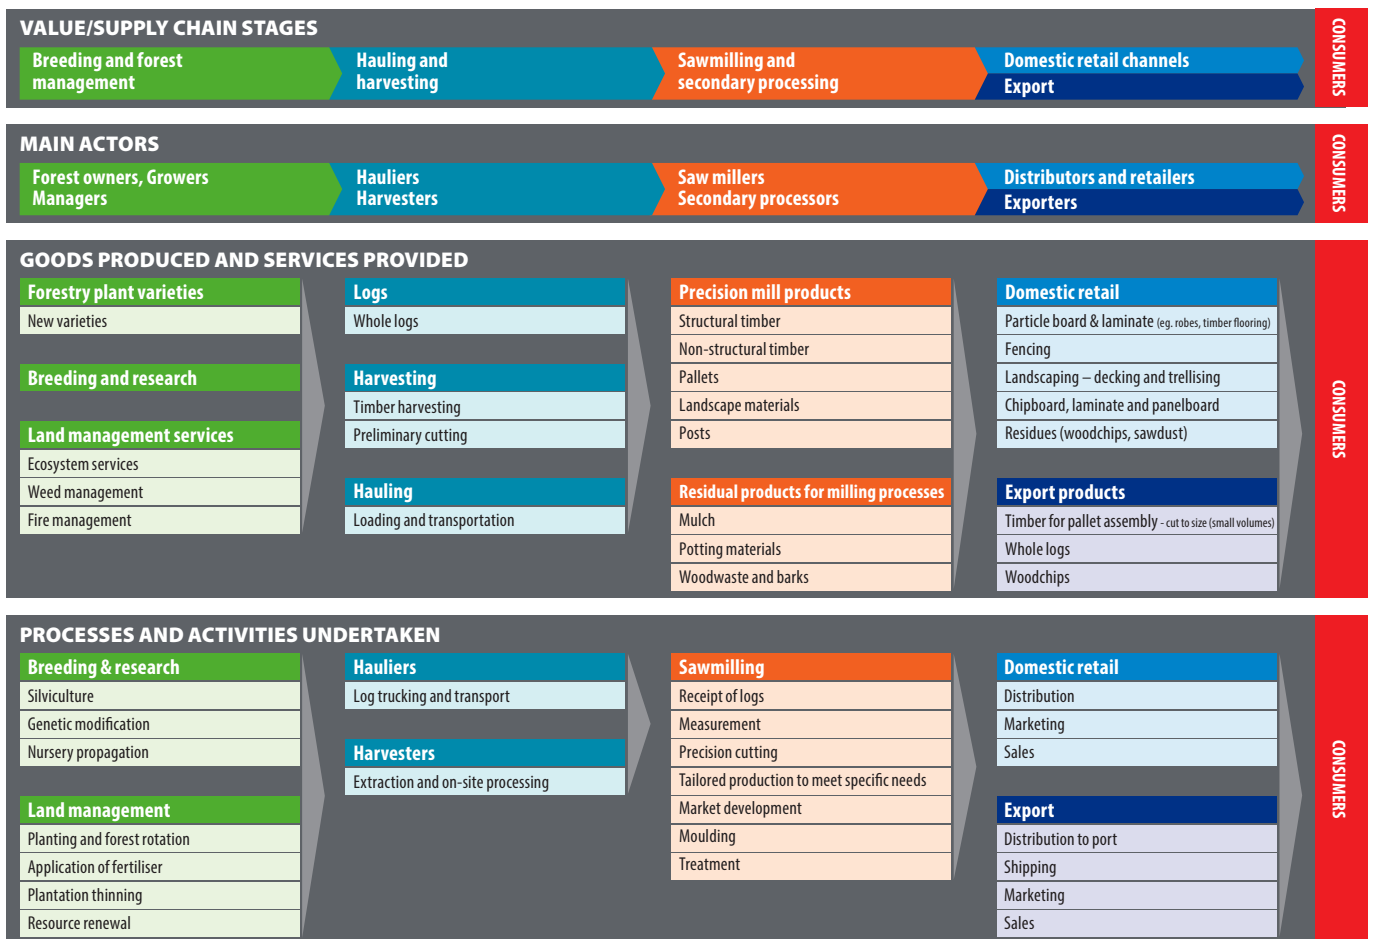 VALUE/SUPPLY CHAIN STAGES
Breeding and forest
management
Hauling and
harvesting
Sawmilling and
secondary processing
Domestic retail channels
Export
CONSUMERS
MAIN ACTORS
Forest owners, Growers
Managers
Hauliers
Harvesters
Saw millers
Secondary processors
Distributors and retailers
Exporters
CONSUMERS
GOODS PRODUCED AND SERVICES PROVIDED
Forestry plant varieties
New varieties
Breeding and research
Land management services
Ecosystem services
Weed management
Fire management
Logs
Whole logs
Harvesting
Timber harvesting
Preliminary cutting
Hauling
Loading and transportation
Precision mill products
Structural timber
Non-structural timber
Pallets
Landscape materials
Posts
Residual products for milling processes
Mulch
Potting materials
Woodwaste and barks
Domestic retail
Particle board & laminate (eg. robes, timber flooring)
Fencing
Landscaping – decking and trellising
Chipboard, laminate and panelboard
Residues (woodchips, sawdust)
Export products
Timber for pallet assembly - cut to size (small volumes)
Whole logs
Woodchips
CONSUMERS
PROCESSES AND ACTIVITIES UNDERTAKEN
Breeding & research
Silviculture
Genetic modification
Nursery propagation
Land management
Planting and forest rotation
Application of fertiliser
Plantation thinning
Resource renewal
Hauliers
Log trucking and transport
Harvesters
Extraction and on-site processing
Sawmilling
Receipt of logs
Measurement
Precision cutting
Tailored production to meet specific needs
Market development
Moulding
Treatment
Domestic retail
Distribution
Marketing
Sales
Export
Distribution to port
Shipping
Marketing
Sales
CONSUMERS